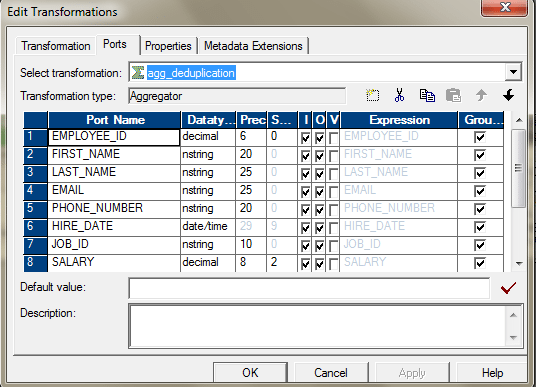 Edit Transformations
Transformation Ports Properties Metadata Extensions
Select transformation: agg_deduplication
Transformation type: Aggregator
Port Name Dataty... Prec S... I O V Expression Grou...
1 EMPLOYEE_ID decimal 6 0 EMPLOYEE_ID
2 FIRST_NAME nstring 20 0 FIRST_NAME
3 LAST_NAME nstring 25 0 LAST_NAME
4 EMAIL nstring 25 0 EMAIL
5 PHONE_NUMBER nstring 20 0 PHONE_NUMBER
6 HIRE_DATE date/time 29 9 HIRE_DATE
7 JOB_ID nstring 10 0 JOB_ID
8 SALARY decimal 8 2 SALARY
Default value:
Description:
OK Cancel Apply Help